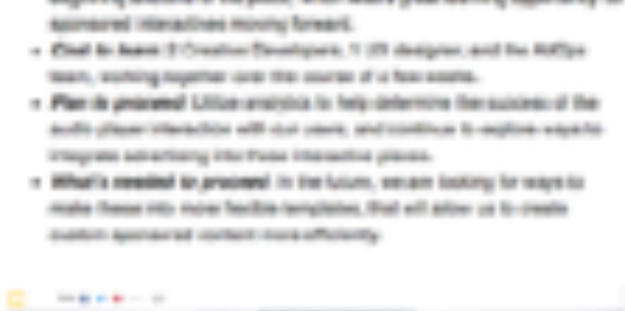 sponsored interactives moving forward.
• Cost to learn: 2 Creative Developers, 1 UX designer, and the AdOps
team, working together over the course of a few weeks.
• Plan to proceed: Utilize analytics to help determine the success of the
audio player interaction with our users, and continue to explore ways to
integrate advertising into these interactive pieces.
• What's needed to proceed: In the future, we are looking for ways to
make these into more flexible templates, that will allow us to create
custom sponsored content more efficiently.